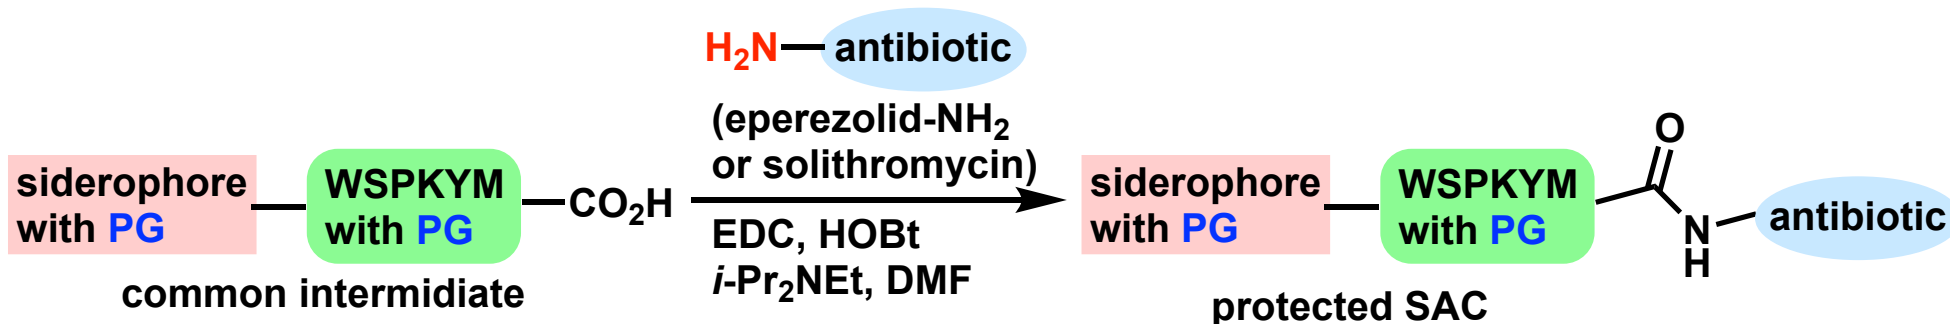 H2N antibiotic
(eperezolid-NH2
or solithromycin)
siderophore
with PG
WSPKYM
with PG
CO2H
EDC, HOBt
i-Pr2NEt, DMF
common intermidiate
siderophore
with PG
WSPKYM
with PG
O
N
H
antibiotic
protected SAC